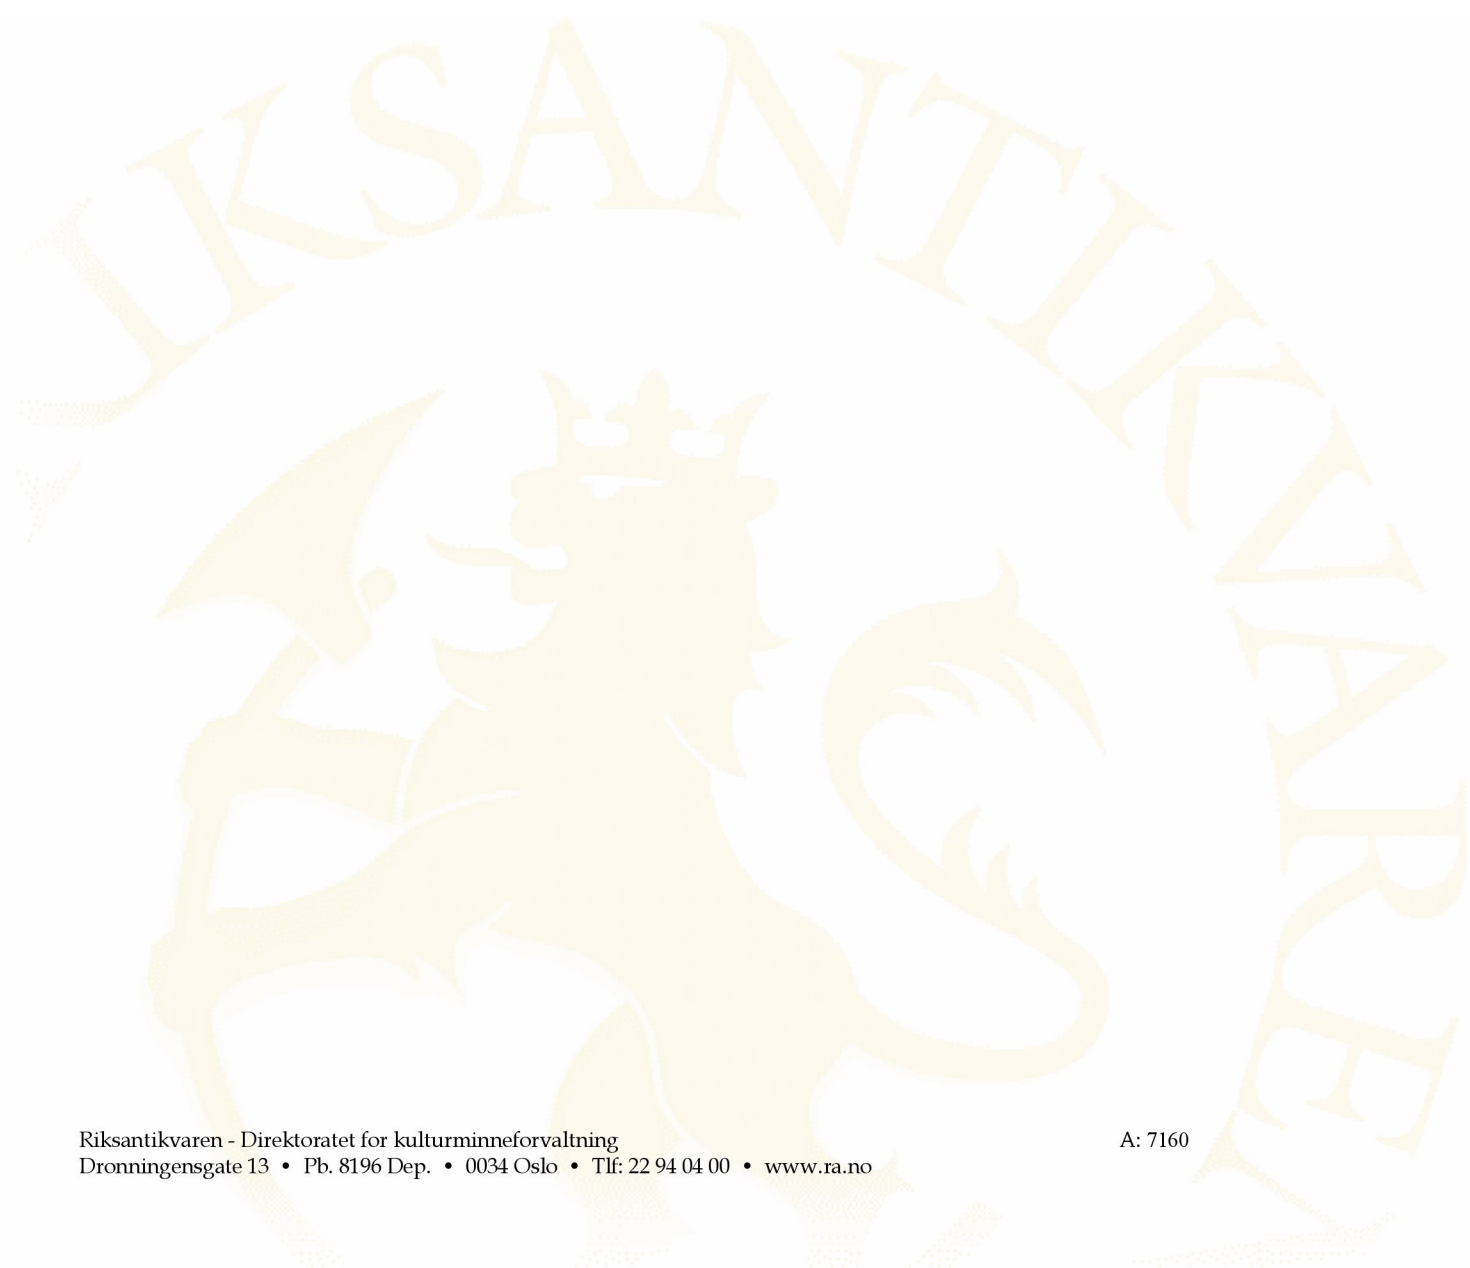 RIKSANTIKVAREN
Riksantikvaren - Direktoratet for kulturminneforvaltning
A: 7160
Dronningensgate 13 • Pb. 8196 Dep. • 0034 Oslo • Tlf: 22 94 04 00 • www.ra.no